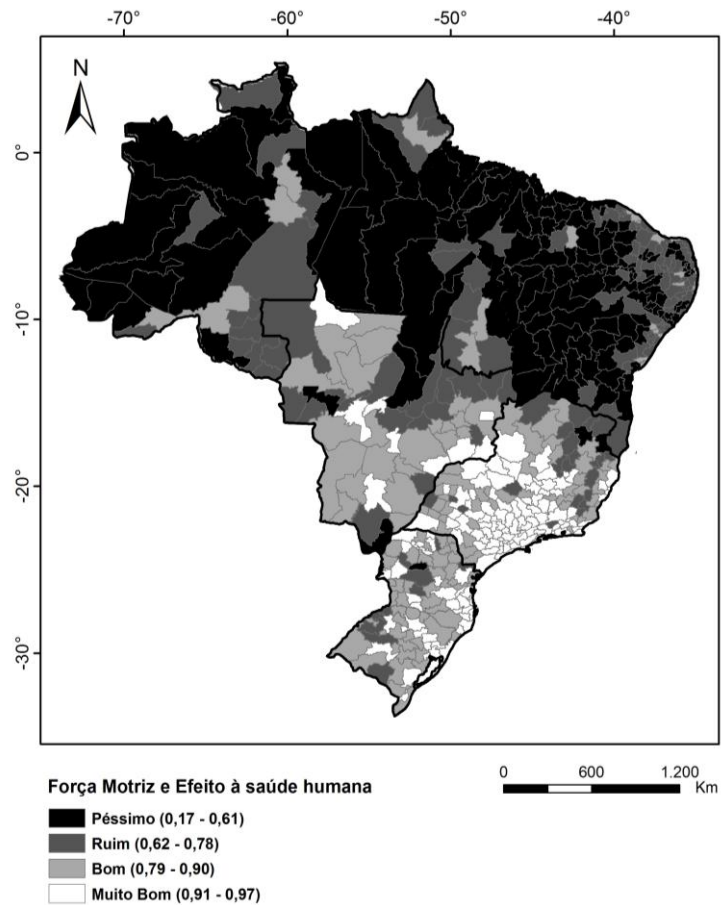 -70° -60° -50° -40°
N
0°
-10°
-20°
-30°
Força Motriz e Efeito à saúde humana
0 600 1.200
Km
Péssimo (0,17 - 0,61)
Ruim (0,62 - 0,78)
Bom (0,79 - 0,90)
Muito Bom (0,91 - 0,97)